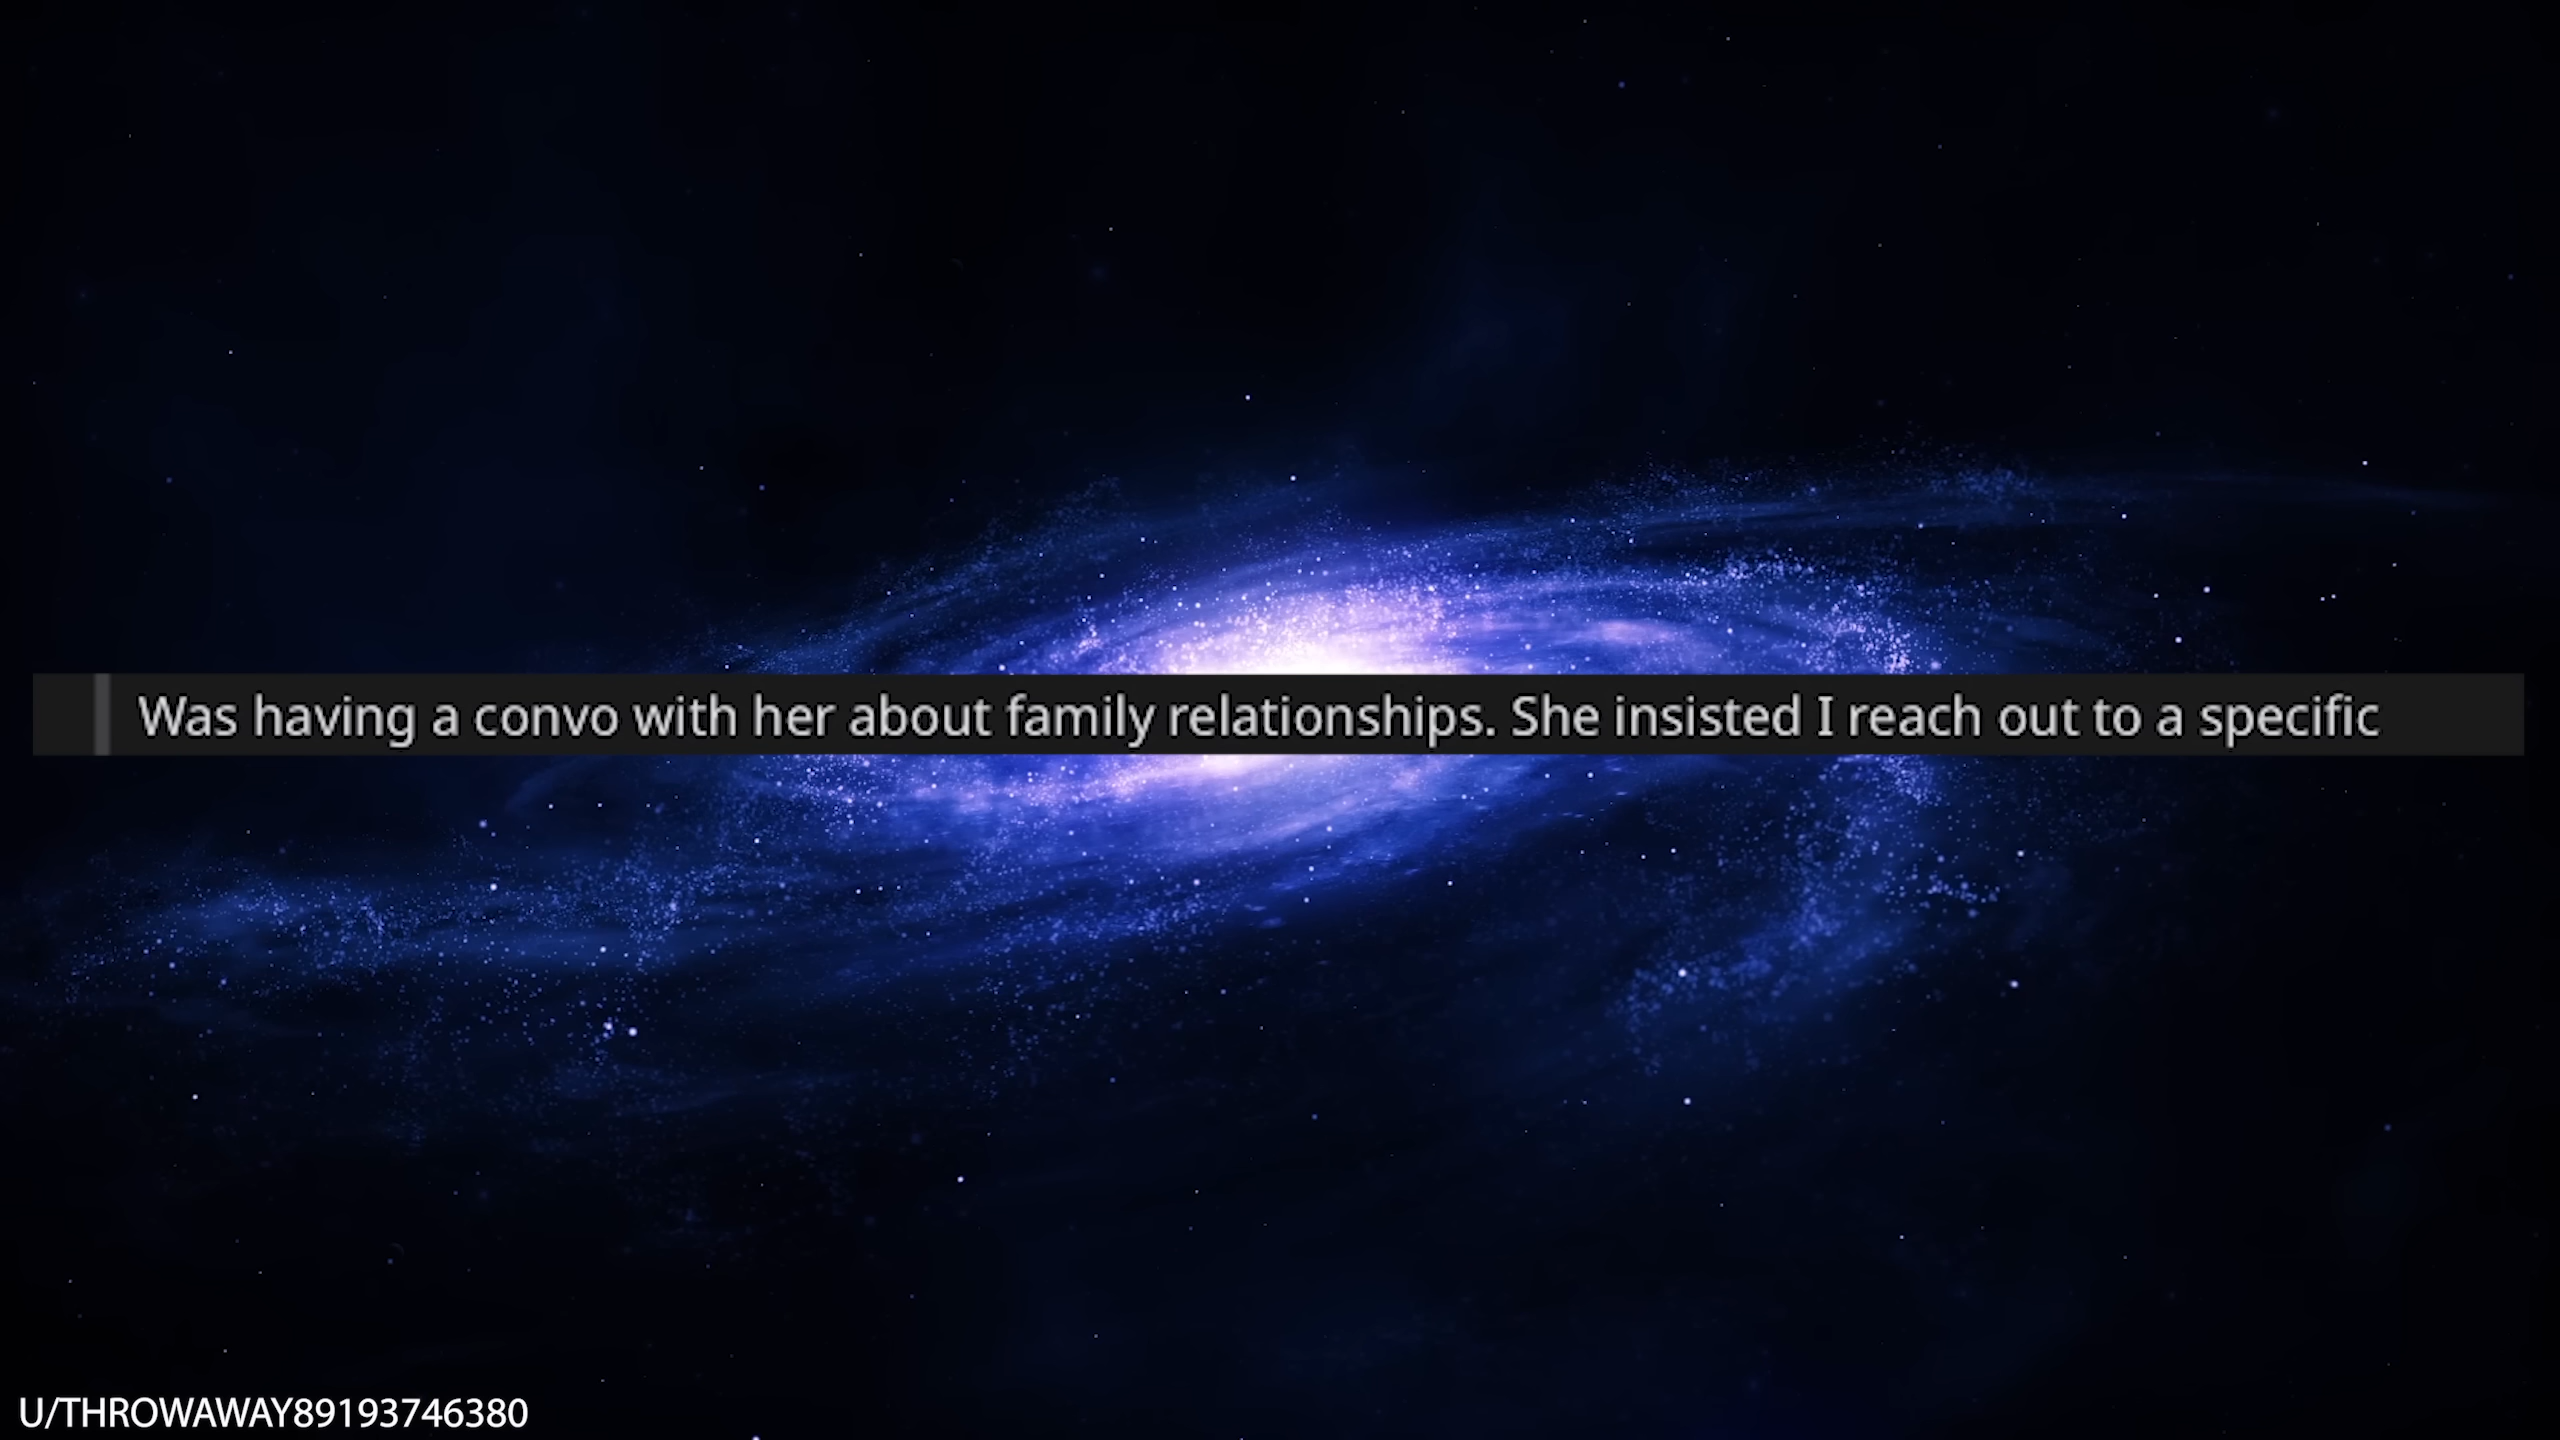 Was having a convo with her about family relationships. She insisted I reach out to a specific
U/THROWAWAY89193746380